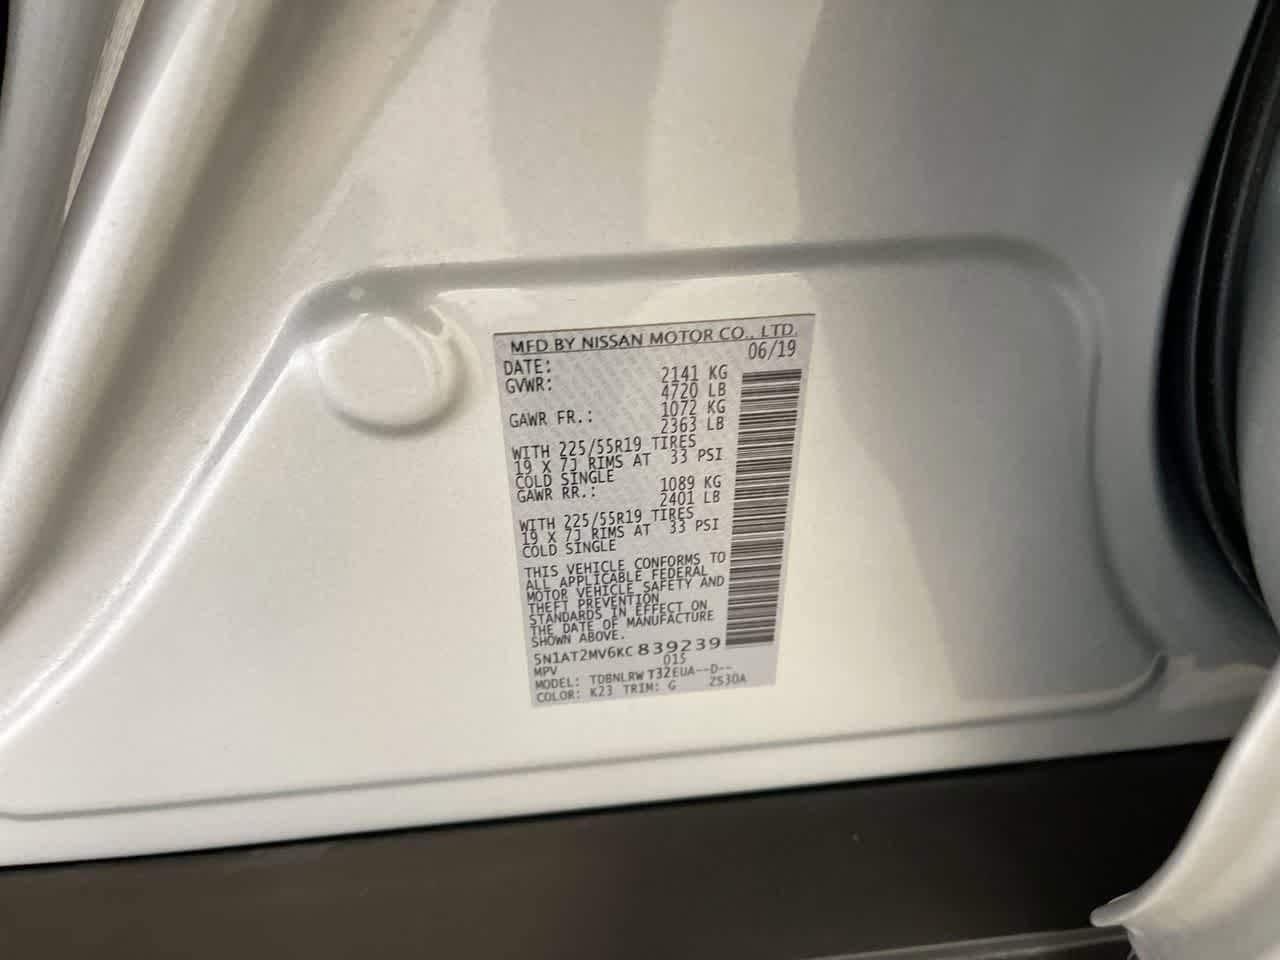 MFD BY NISSAN MOTOR CO., LTD.
DATE: 06/19
GVWR: 2141 KG
4720 LB
GAWR FR.: 1072 KG
2363 LB
WITH 225/55R19 TIRES
19 X 7J RIMS AT 33 PSI
COLD SINGLE
GAWR RR.: 1089 KG
2401 LB
WITH 225/55R19 TIRES
19 X 7J RIMS AT 33 PSI
COLD SINGLE
THIS VEHICLE CONFORMS TO
ALL APPLICABLE FEDERAL
MOTOR VEHICLE SAFETY AND
THEFT PREVENTION
STANDARDS IN EFFECT ON
THE DATE OF MANUFACTURE
SHOWN ABOVE.
5N1AT2MV6KC839239
MPV 015
MODEL: TDBNLRWT32EUA--D--
COLOR: K23 TRIM: G ZS30A